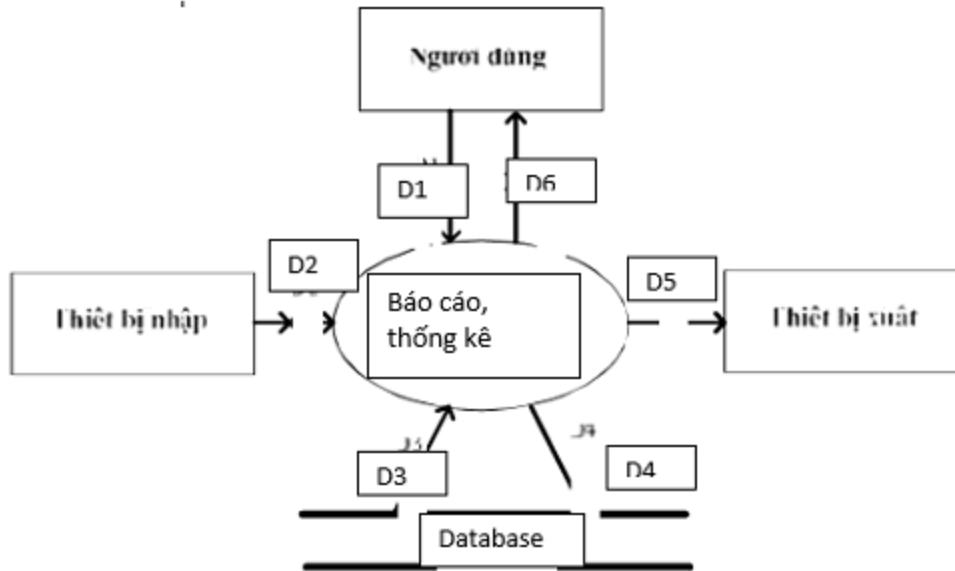 Người dùng
D1
D6
D2
D5
Thiết bị nhập
Báo cáo,
thống kê
Thiết bị xuất
D3
D4
Database